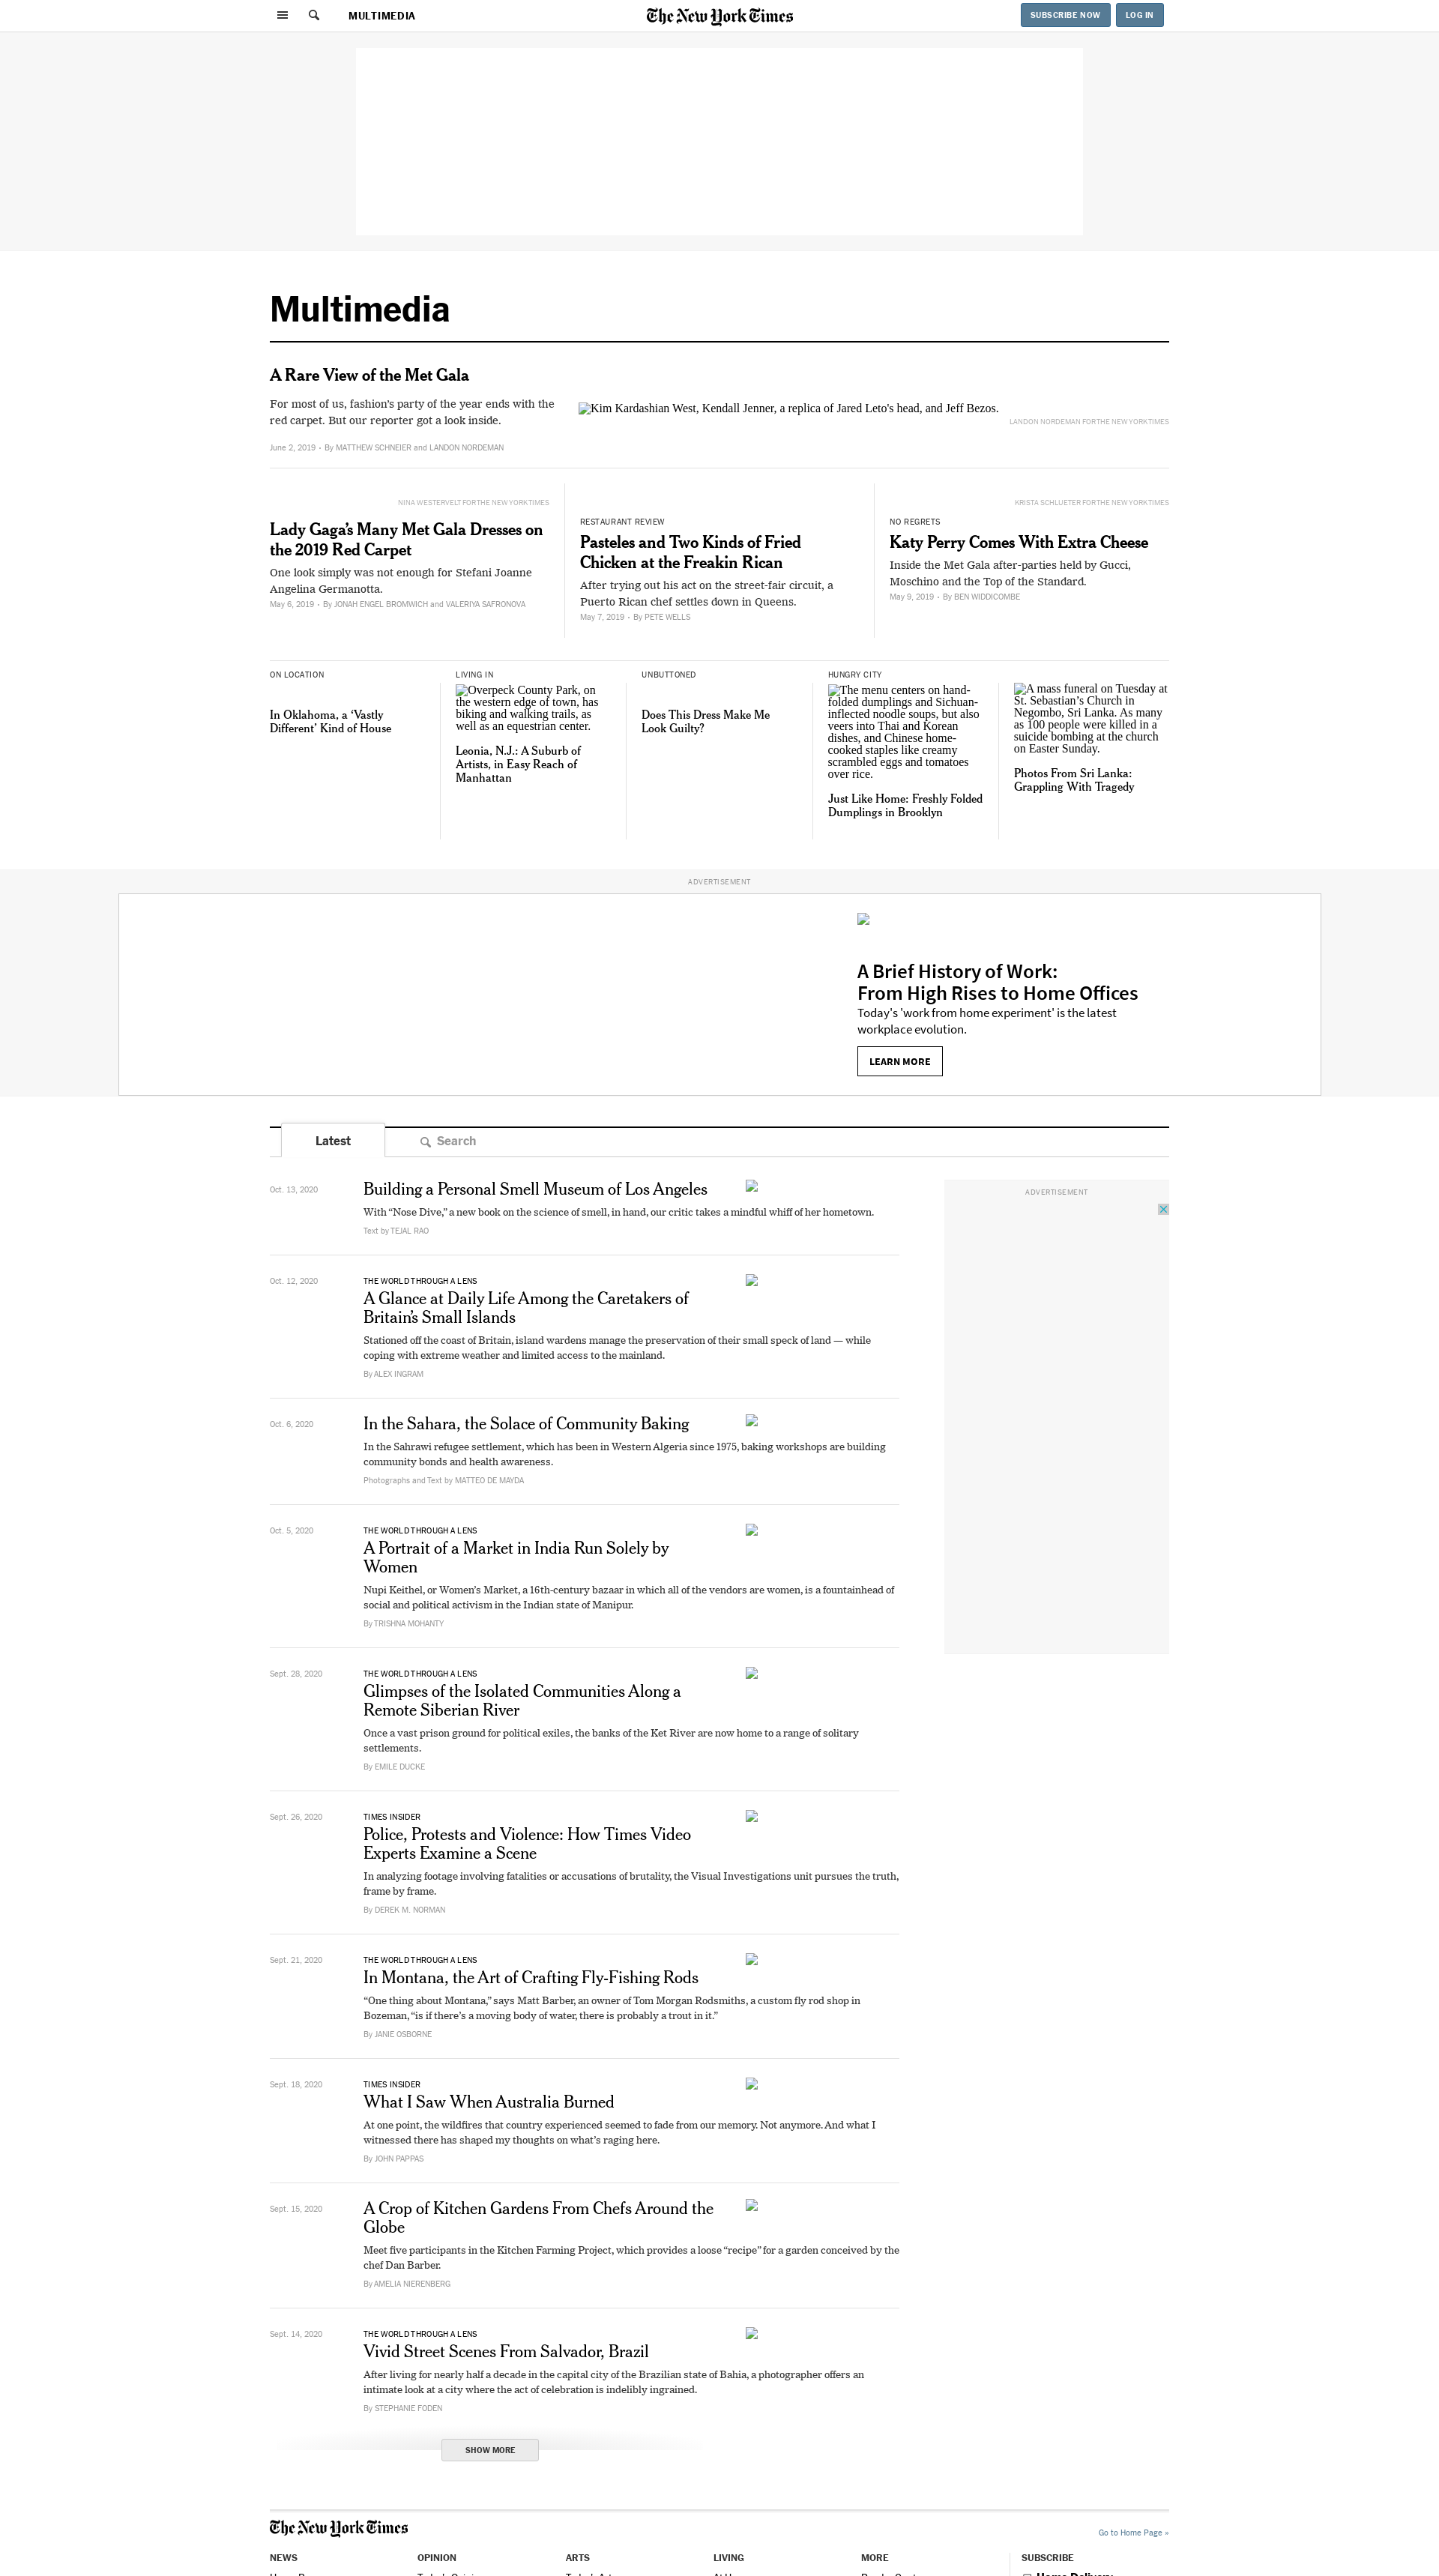 MULTIMEDIA
The New York Times
SUBSCRIBE NOW
LOG IN
Multimedia
A Rare View of the Met Gala
For most of us, fashion's party of the year ends with the
red carpet. But our reporter got a look inside.
June 2, 2019 • By MATTHEW SCHNEIER and LANDON NORDEMAN
Kim Kardashian West, Kendall Jenner, a replica of Jared Leto's head, and Jeff Bezos.
LANDON NORDEMAN FOR THE NEW YORK TIMES
NINA WESTERVELT FOR THE NEW YORK TIMES
Lady Gaga’s Many Met Gala Dresses on
the 2019 Red Carpet
One look simply was not enough for Stefani Joanne
Angelina Germanotta.
May 6, 2019 • By JONAH ENGEL BROMWICH and VALERIYA SAFRONOVA
RESTAURANT REVIEW
Pasteles and Two Kinds of Fried
Chicken at the Freakin Rican
After trying out his act on the street-fair circuit, a
Puerto Rican chef settles down in Queens.
May 7, 2019 • By PETE WELLS
KRISTA SCHLUETER FOR THE NEW YORK TIMES
NO REGRETS
Katy Perry Comes With Extra Cheese
Inside the Met Gala after-parties held by Gucci,
Moschino and the Top of the Standard.
May 9, 2019 • By BEN WIDDICOMBE
ON LOCATION
In Oklahoma, a ‘Vastly
Different’ Kind of House
LIVING IN
Overpeck County Park, on
the western edge of town, has
biking and walking trails, as
well as an equestrian center.
Leonia, N.J.: A Suburb of
Artists, in Easy Reach of
Manhattan
UNBUTTONED
Does This Dress Make Me
Look Guilty?
HUNGRY CITY
The menu centers on hand-
folded dumplings and Sichuan-
inflected noodle soups, but also
veers into Thai and Korean
dishes, and Chinese home-
cooked staples like creamy
scrambled eggs and tomatoes
over rice.
Just Like Home: Freshly Folded
Dumplings in Brooklyn
A mass funeral on Tuesday at
St. Sebastian’s Church in
Negombo, Sri Lanka. As many
as 100 people were killed in a
suicide bombing at the church
on Easter Sunday.
Photos From Sri Lanka:
Grappling With Tragedy
ADVERTISEMENT
A Brief History of Work:
From High Rises to Home Offices
Today's 'work from home experiment' is the latest
workplace evolution.
LEARN MORE
Latest
Search
ADVERTISEMENT
Oct. 13, 2020
Building a Personal Smell Museum of Los Angeles
With “Nose Dive,” a new book on the science of smell, in hand, our critic takes a mindful whiff of her hometown.
Text by TEJAL RAO
Oct. 12, 2020
THE WORLD THROUGH A LENS
A Glance at Daily Life Among the Caretakers of
Britain’s Small Islands
Stationed off the coast of Britain, island wardens manage the preservation of their small speck of land — while
coping with extreme weather and limited access to the mainland.
By ALEX INGRAM
Oct. 6, 2020
In the Sahara, the Solace of Community Baking
In the Sahrawi refugee settlement, which has been in Western Algeria since 1975, baking workshops are building
community bonds and health awareness.
Photographs and Text by MATTEO DE MAYDA
Oct. 5, 2020
THE WORLD THROUGH A LENS
A Portrait of a Market in India Run Solely by
Women
Nupi Keithel, or Women’s Market, a 16th-century bazaar in which all of the vendors are women, is a fountainhead of
social and political activism in the Indian state of Manipur.
By TRISHNA MOHANTY
Sept. 28, 2020
THE WORLD THROUGH A LENS
Glimpses of the Isolated Communities Along a
Remote Siberian River
Once a vast prison ground for political exiles, the banks of the Ket River are now home to a range of solitary
settlements.
By EMILE DUCKE
Sept. 26, 2020
TIMES INSIDER
Police, Protests and Violence: How Times Video
Experts Examine a Scene
In analyzing footage involving fatalities or accusations of brutality, the Visual Investigations unit pursues the truth,
frame by frame.
By DEREK M. NORMAN
Sept. 21, 2020
THE WORLD THROUGH A LENS
In Montana, the Art of Crafting Fly-Fishing Rods
“One thing about Montana,” says Matt Barber, an owner of Tom Morgan Rodsmiths, a custom fly rod shop in
Bozeman, “is if there’s a moving body of water, there is probably a trout in it.”
By JANIE OSBORNE
Sept. 18, 2020
TIMES INSIDER
What I Saw When Australia Burned
At one point, the wildfires that country experienced seemed to fade from our memory. Not anymore. And what I
witnessed there has shaped my thoughts on what’s raging here.
By JOHN PAPPAS
Sept. 15, 2020
A Crop of Kitchen Gardens From Chefs Around the
Globe
Meet five participants in the Kitchen Farming Project, which provides a loose “recipe” for a garden conceived by the
chef Dan Barber.
By AMELIA NIERENBERG
Sept. 14, 2020
THE WORLD THROUGH A LENS
Vivid Street Scenes From Salvador, Brazil
After living for nearly half a decade in the capital city of the Brazilian state of Bahia, a photographer offers an
intimate look at a city where the act of celebration is indelibly ingrained.
By STEPHANIE FODEN
SHOW MORE
The New York Times
Go to Home Page »
NEWS
OPINION
ARTS
LIVING
MORE
SUBSCRIBE